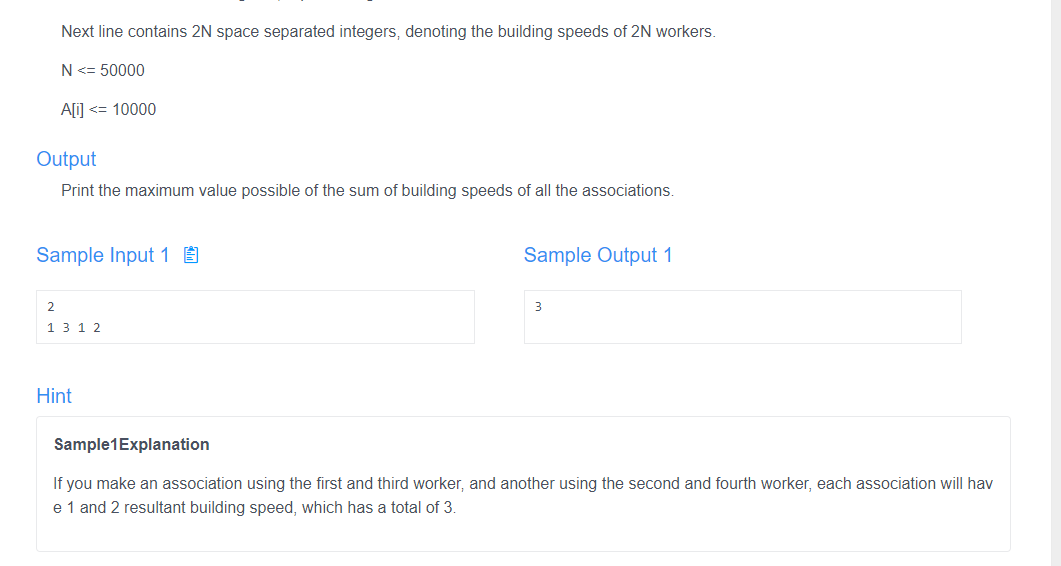 Next line contains 2N space separated integers, denoting the building speeds of 2N workers.
N <= 50000
A[i] <= 10000
Output
Print the maximum value possible of the sum of building speeds of all the associations.
Sample Input 1
Sample Output 1
2
1 3 1 2
3
Hint
Sample1Explanation
If you make an association using the first and third worker, and another using the second and fourth worker, each association will hav
e 1 and 2 resultant building speed, which has a total of 3.